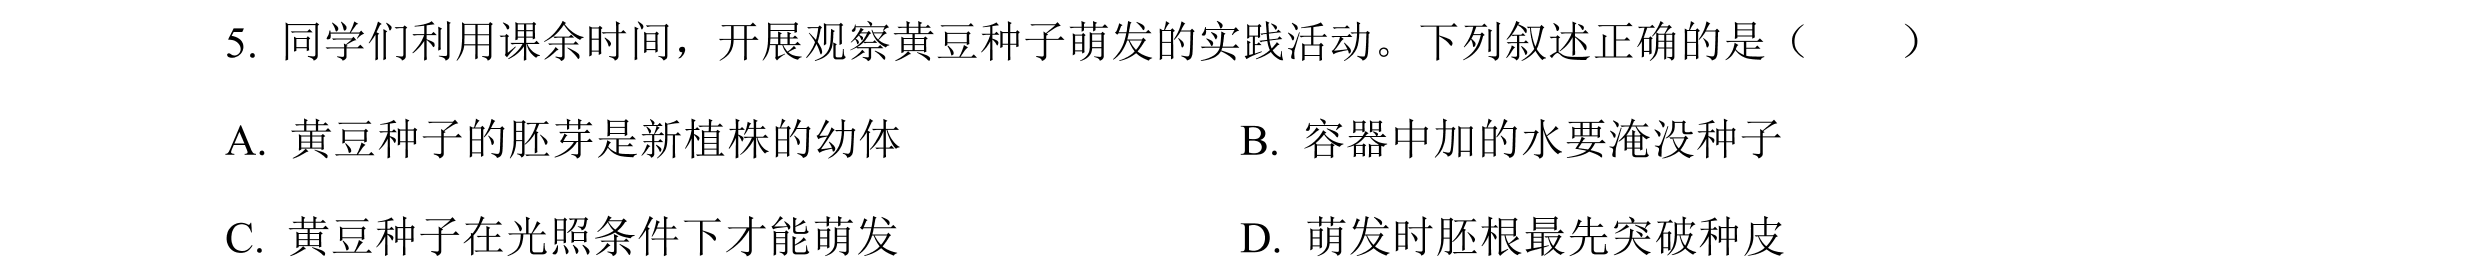 5. 同学们利用课余时间，开展观察黄豆种子萌发的实践活动。下列叙述正确的是（　　）
A. 黄豆种子的胚芽是新植株的幼体　　B. 容器中加的水要淹没种子
C. 黄豆种子在光照条件下才能萌发　　D. 萌发时胚根最先突破种皮